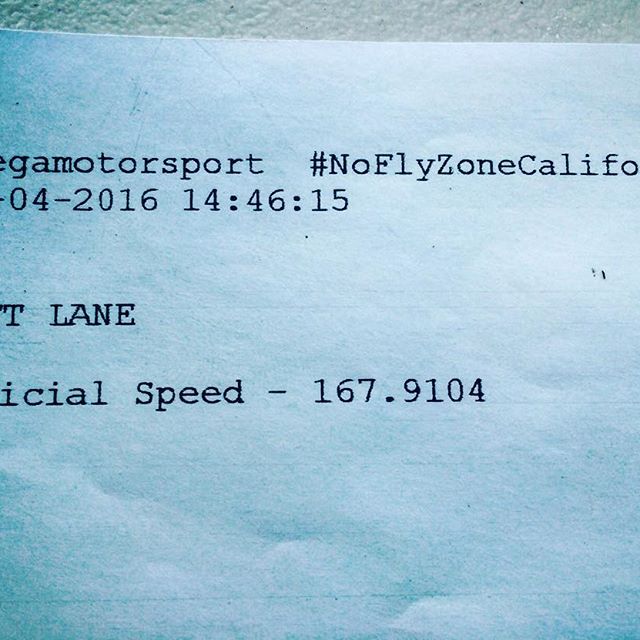 egamotorsport #NoFlyZoneCalifo
-04-2016 14:46:15
T LANE
icial Speed - 167.9104